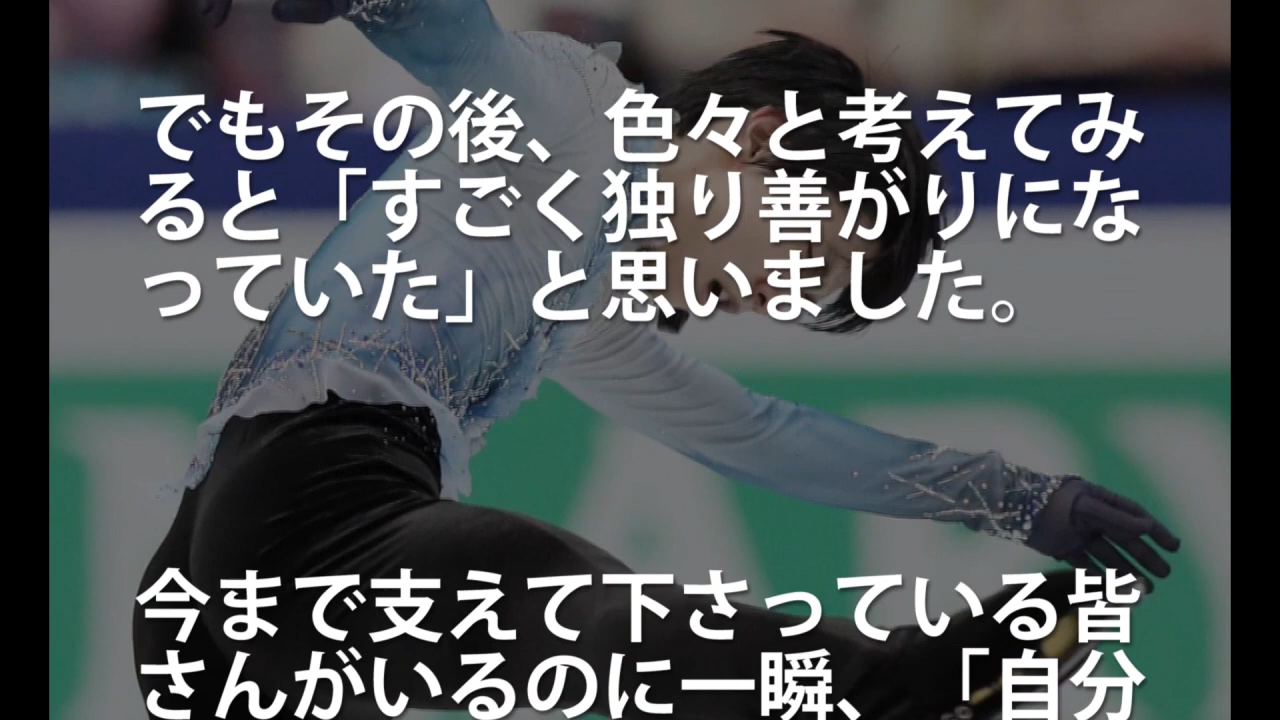 でもその後、色々と考えてみ
ると「すごく独り善がりにな
っていた」と思いました。
今まで支えて下さっている皆
さんがいるのに一瞬、「自分